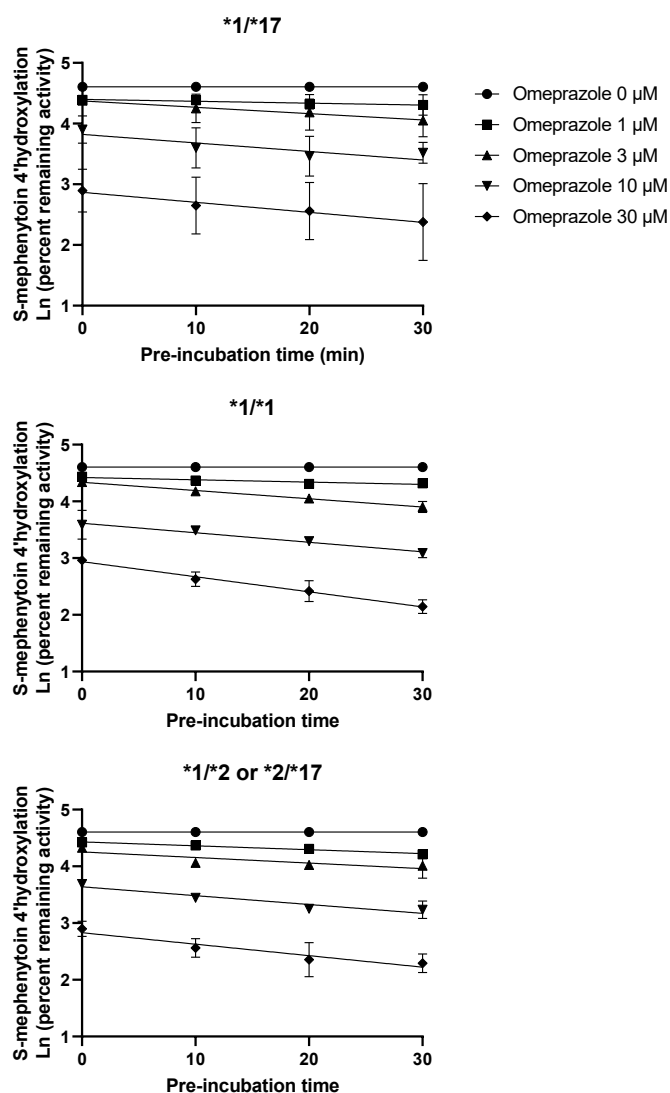 *1/*17
S-mephenytoin 4'hydroxylation
Ln (percent remaining activity)
5
4
3
2
1
0
10
20
30
Pre-incubation time (min)
Omeprazole 0 µM
Omeprazole 1 µM
Omeprazole 3 µM
Omeprazole 10 µM
Omeprazole 30 µM
*1/*1
S-mephenytoin 4'hydroxylation
Ln (percent remaining activity)
5
4
3
2
1
0
10
20
30
Pre-incubation time
*1/*2 or *2/*17
S-mephenytoin 4'hydroxylation
Ln (percent remaining activity)
5
4
3
2
1
0
10
20
30
Pre-incubation time